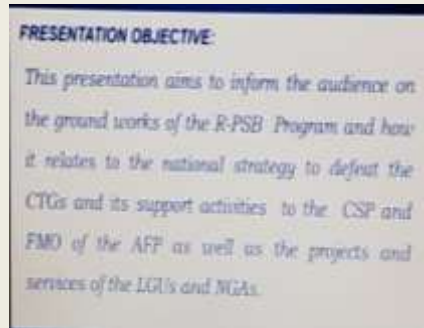 PRESENTATION OBJECTIVE:
This presentation aims to inform the audience on
the ground works of the R-PSB Program and how
it relates to the national strategy to defeat the
CTGs and its support activities to the CSP and
FMO of the AFP as well as the projects and
services of the LGUs and NGAs.